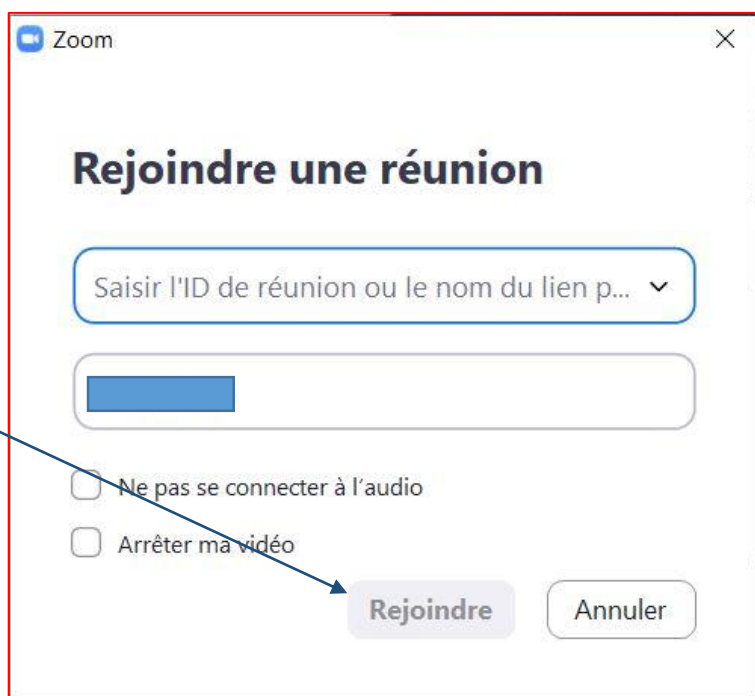 Zoom
Rejoindre une réunion
Saisir l'ID de réunion ou le nom du lien p...
Ne pas se connecter à l'audio
Arrêter ma vidéo
Rejoindre
Annuler